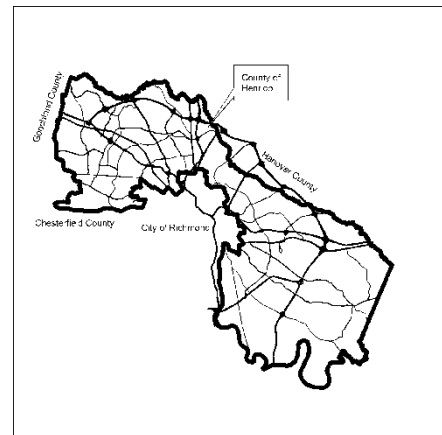 County of
Henrico
Goochland County
Hanover County
Chesterfield County
City of Richmond